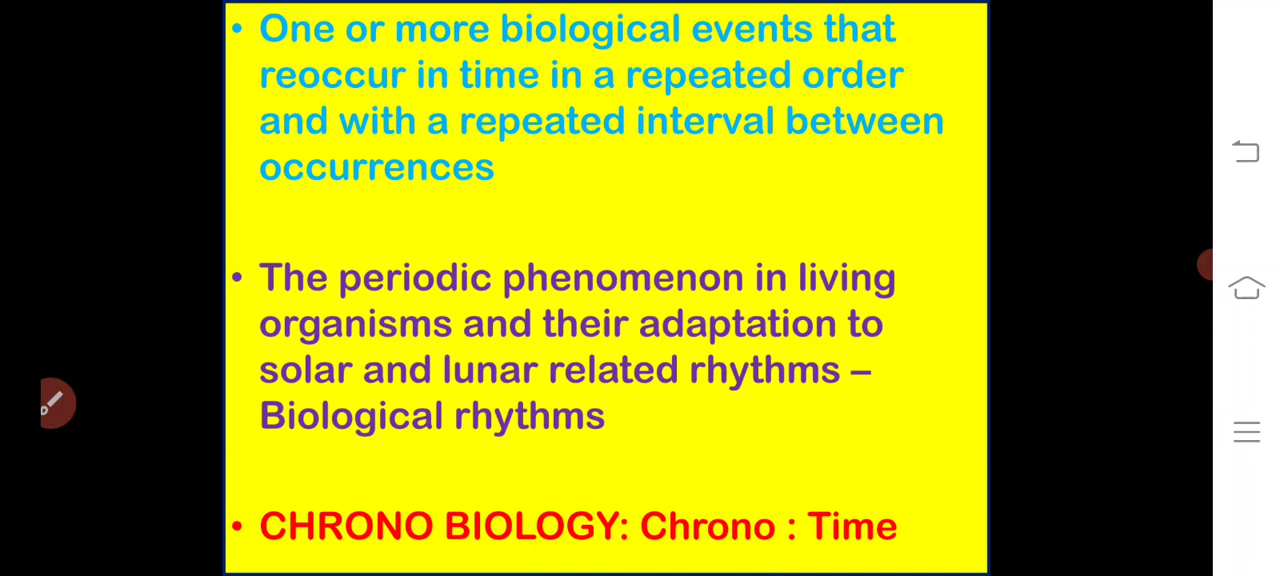 • One or more biological events that
reoccur in time in a repeated order
and with a repeated interval between
occurrences
• The periodic phenomenon in living
organisms and their adaptation to
solar and lunar related rhythms –
Biological rhythms
• CHRONO BIOLOGY: Chrono : Time